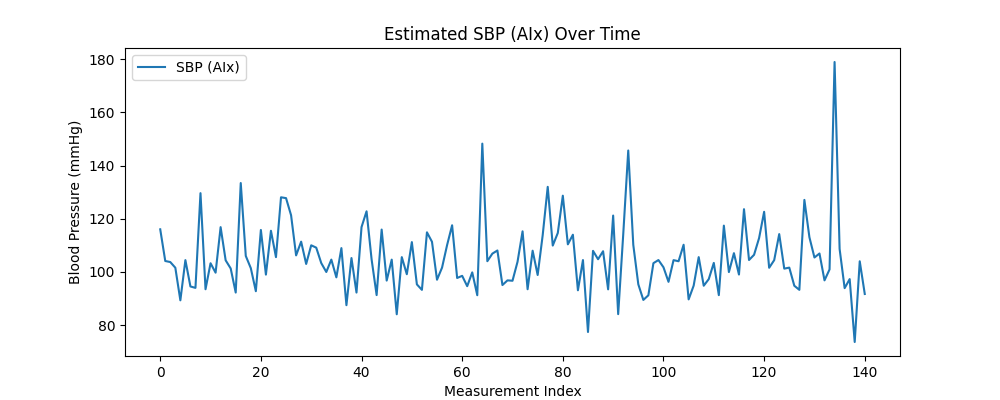 Estimated SBP (AIx) Over Time
SBP (AIx)
Blood Pressure (mmHg)
180
160
140
120
100
80
0 20 40 60 80 100 120 140
Measurement Index